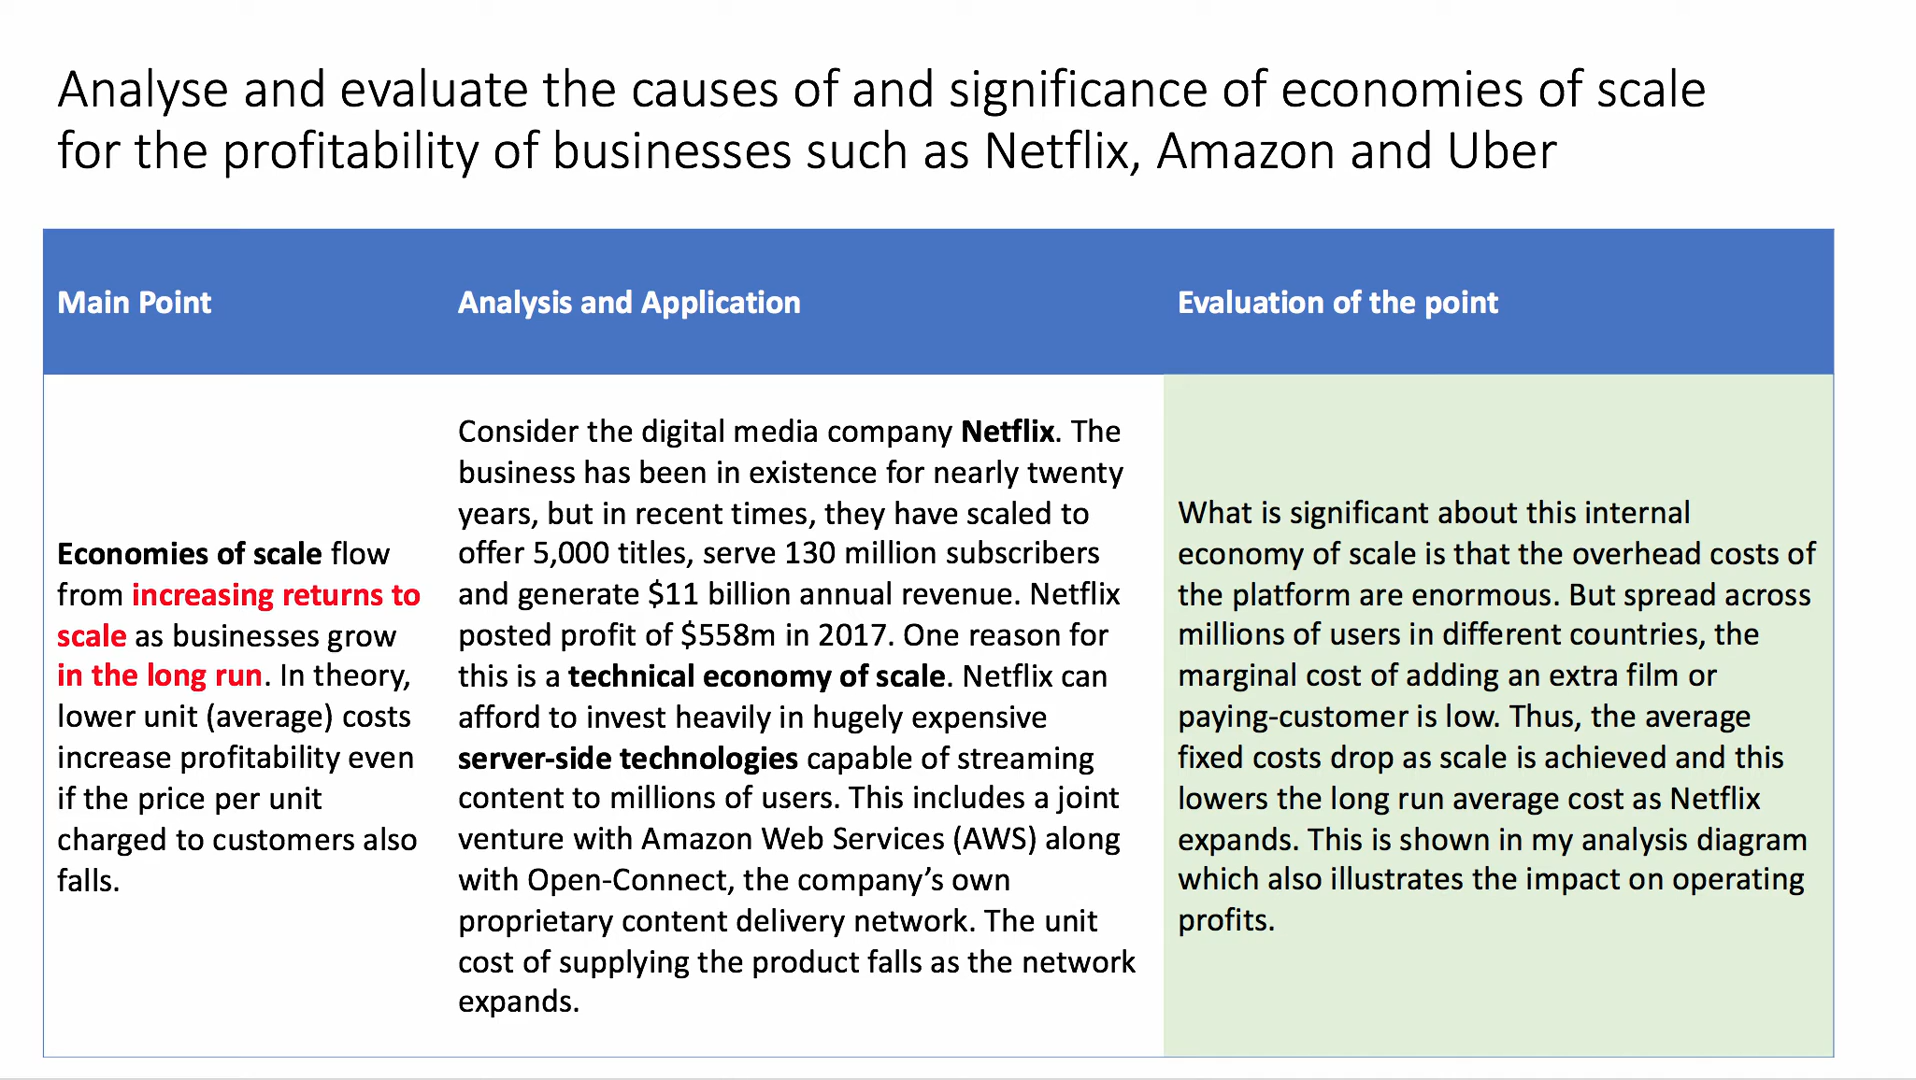 Analyse and evaluate the causes of and significance of economies of scale
for the profitability of businesses such as Netflix, Amazon and Uber
Main Point
Analysis and Application
Evaluation of the point
Economies of scale flow
from increasing returns to
scale as businesses grow
in the long run. In theory,
lower unit (average) costs
increase profitability even
if the price per unit
charged to customers also
falls.
Consider the digital media company Netflix. The
business has been in existence for nearly twenty
years, but in recent times, they have scaled to
offer 5,000 titles, serve 130 million subscribers
and generate $11 billion annual revenue. Netflix
posted profit of $558m in 2017. One reason for
this is a technical economy of scale. Netflix can
afford to invest heavily in hugely expensive
server-side technologies capable of streaming
content to millions of users. This includes a joint
venture with Amazon Web Services (AWS) along
with Open-Connect, the company’s own
proprietary content delivery network. The unit
cost of supplying the product falls as the network
expands.
What is significant about this internal
economy of scale is that the overhead costs of
the platform are enormous. But spread across
millions of users in different countries, the
marginal cost of adding an extra film or
paying-customer is low. Thus, the average
fixed costs drop as scale is achieved and this
lowers the long run average cost as Netflix
expands. This is shown in my analysis diagram
which also illustrates the impact on operating
profits.